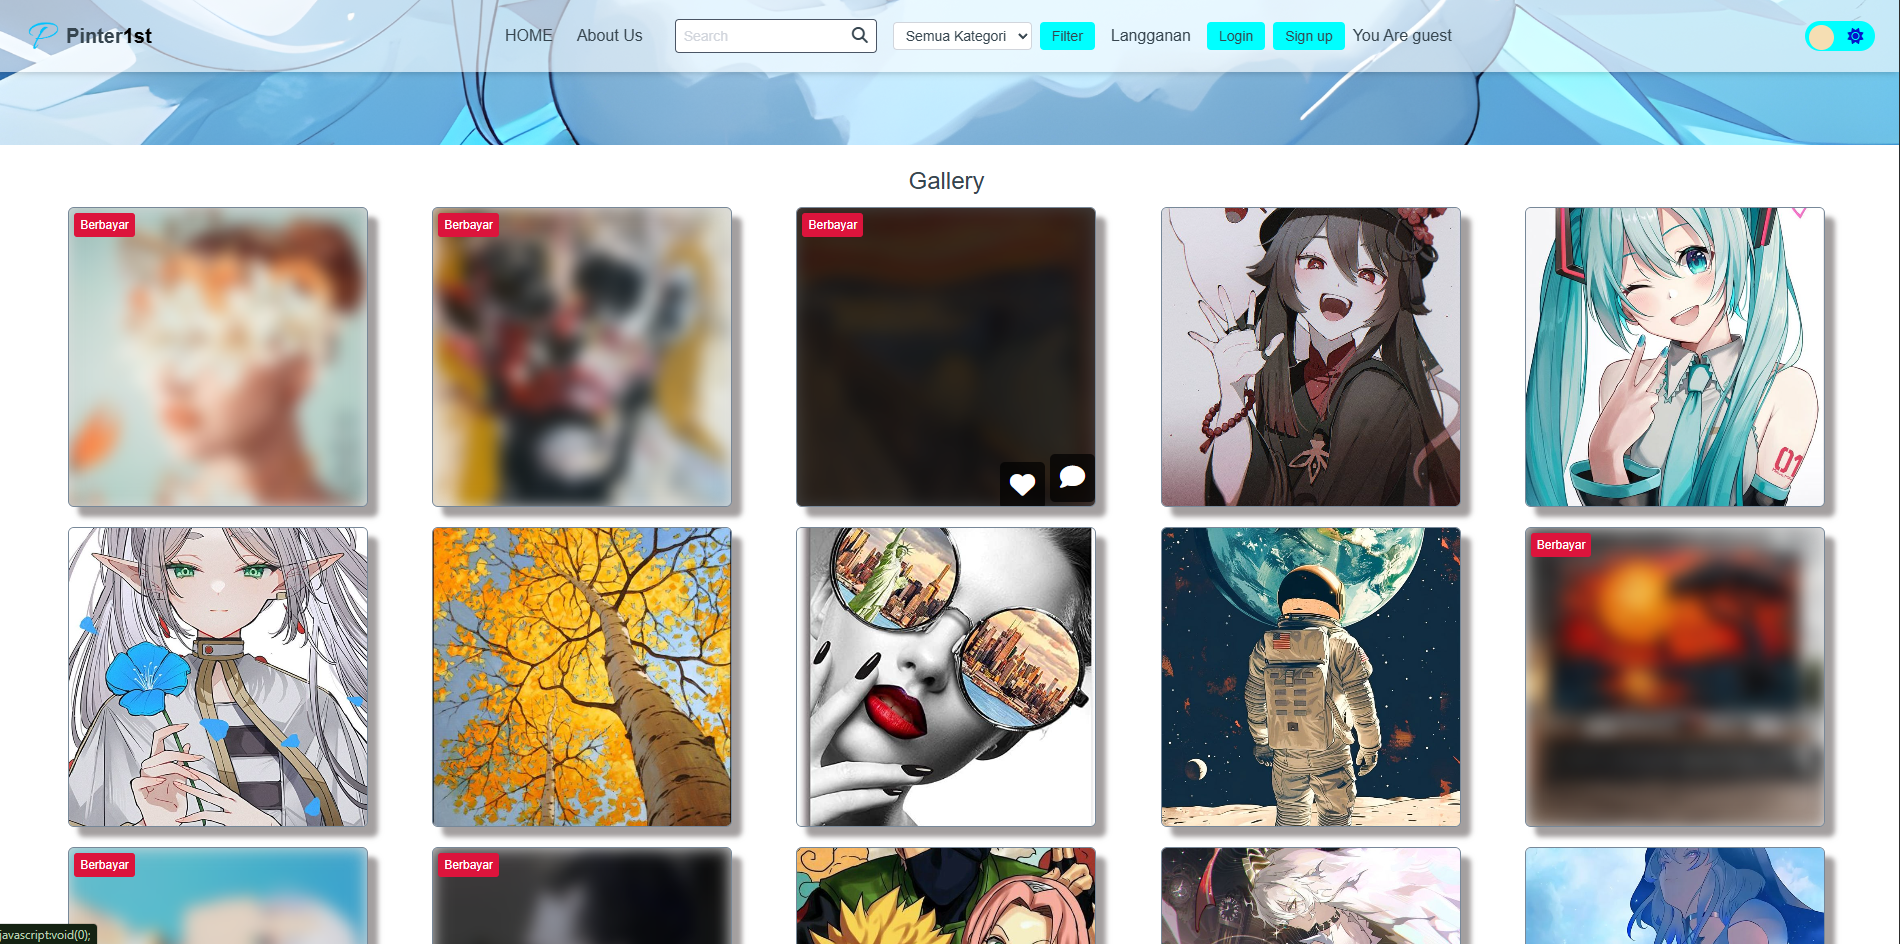 Pinter1st
HOME
About Us
Search
Semua Kategori
Filter
Langganan
Login
Sign up
You Are guest
Gallery
Berbayar
Berbayar
Berbayar
01
Berbayar
Berbayar
Berbayar
javascript:void(0);